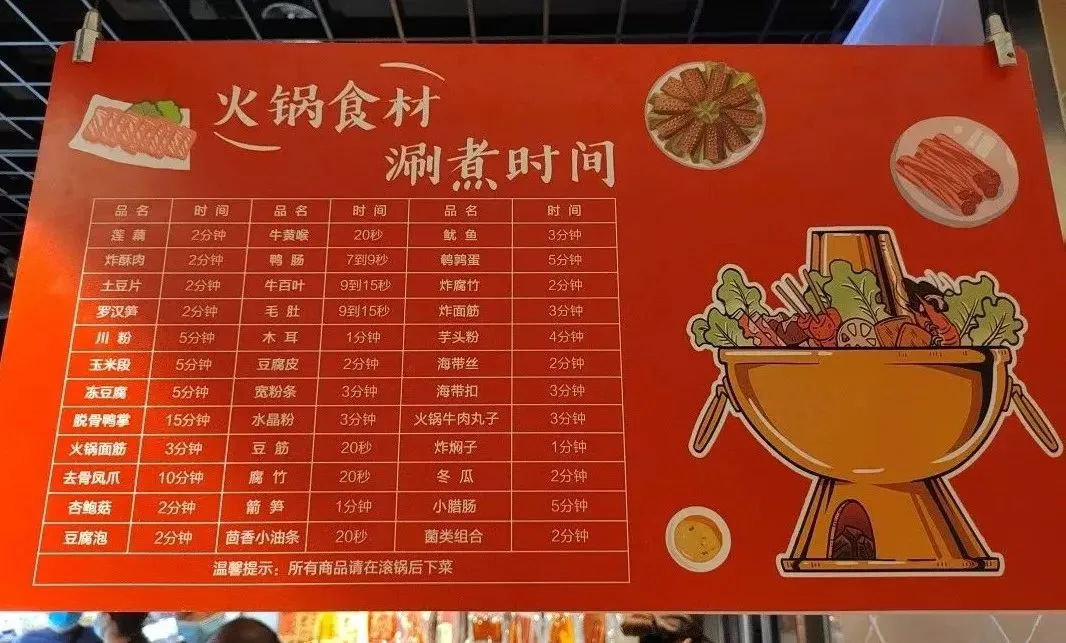 火锅食材
涮煮时间
品名 时间 品名 时间 品名 时间
莲藕 2分钟 牛黄喉 20秒 鱿鱼 3分钟
炸酥肉 2分钟 鸭肠 7到9秒 鹌鹑蛋 5分钟
土豆片 2分钟 牛百叶 9到15秒 炸腐竹 2分钟
罗汉笋 2分钟 毛肚 9到15秒 炸面筋 3分钟
川粉 5分钟 木耳 1分钟 芋头粉 4分钟
玉米段 5分钟 豆腐皮 2分钟 海带丝 2分钟
冻豆腐 5分钟 宽粉条 3分钟 海带扣 3分钟
脱骨鸭掌 15分钟 水晶粉 3分钟 火锅牛肉丸子 3分钟
火锅面筋 3分钟 豆筋 20秒 炸焖子 1分钟
去骨凤爪 10分钟 腐竹 20秒 冬瓜 2分钟
杏鲍菇 2分钟 箭笋 1分钟 小腊肠 5分钟
豆腐泡 2分钟 茴香小油条 20秒 菌类组合 2分钟
温馨提示：所有商品请在滚锅后下菜